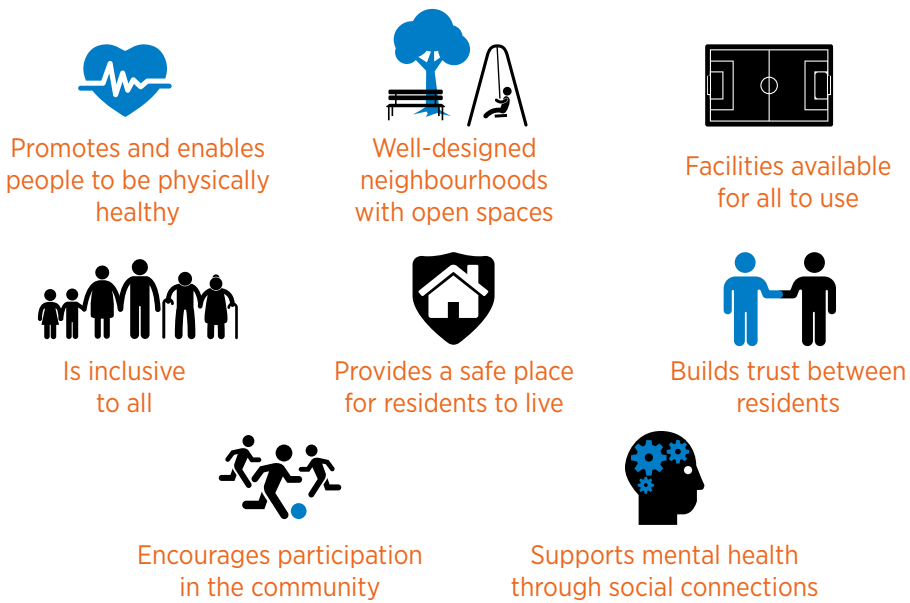 Promotes and enables
people to be physically
healthy
Well-designed
neighbourhoods
with open spaces
Facilities available
for all to use
Is inclusive
to all
Provides a safe place
for residents to live
Builds trust between
residents
Encourages participation
in the community
Supports mental health
through social connections